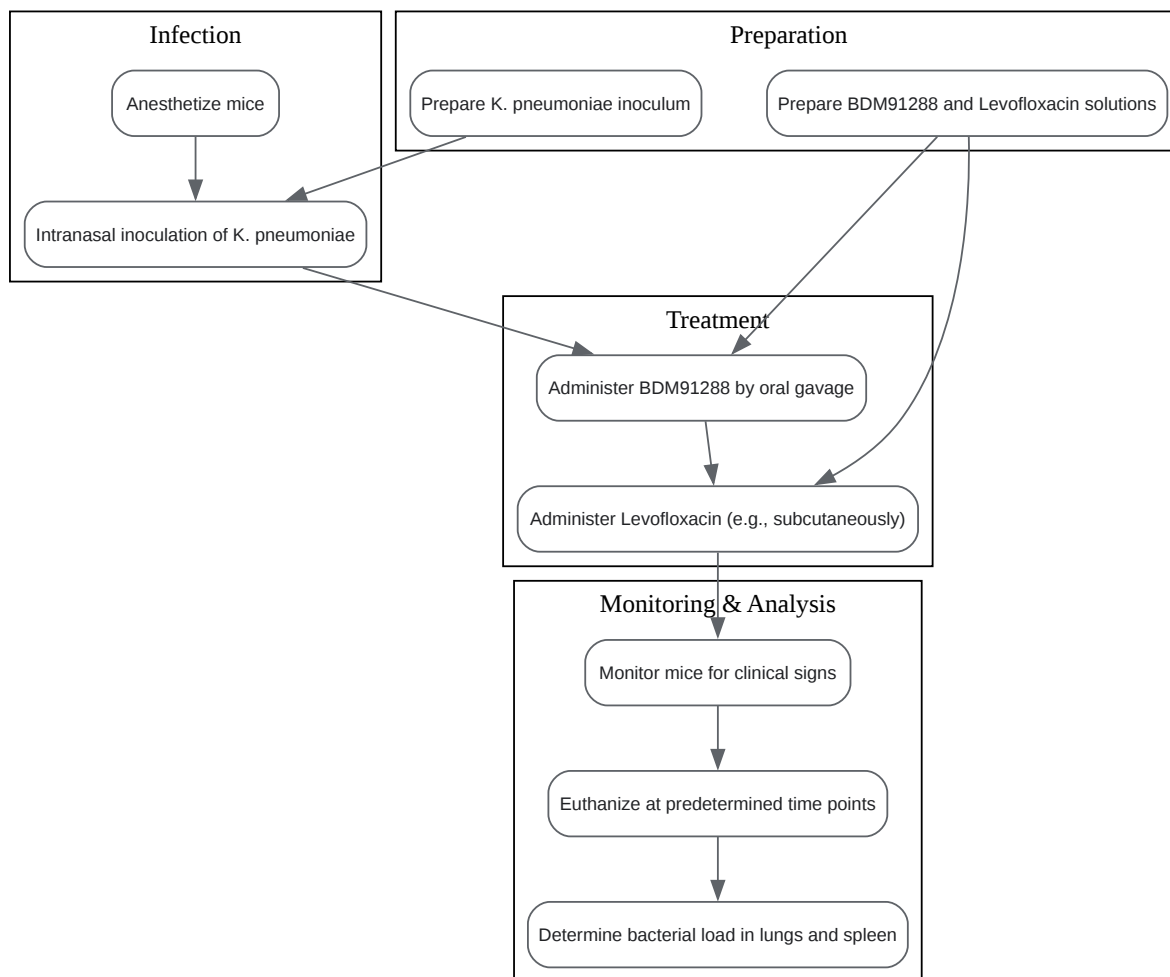 Infection
Anesthetize mice
Intranasal inoculation of K. pneumoniae
Preparation
Prepare K. pneumoniae inoculum
Prepare BDM91288 and Levofloxacin solutions
Treatment
Administer BDM91288 by oral gavage
Administer Levofloxacin (e.g., subcutaneously)
Monitoring & Analysis
Monitor mice for clinical signs
Euthanize at predetermined time points
Determine bacterial load in lungs and spleen